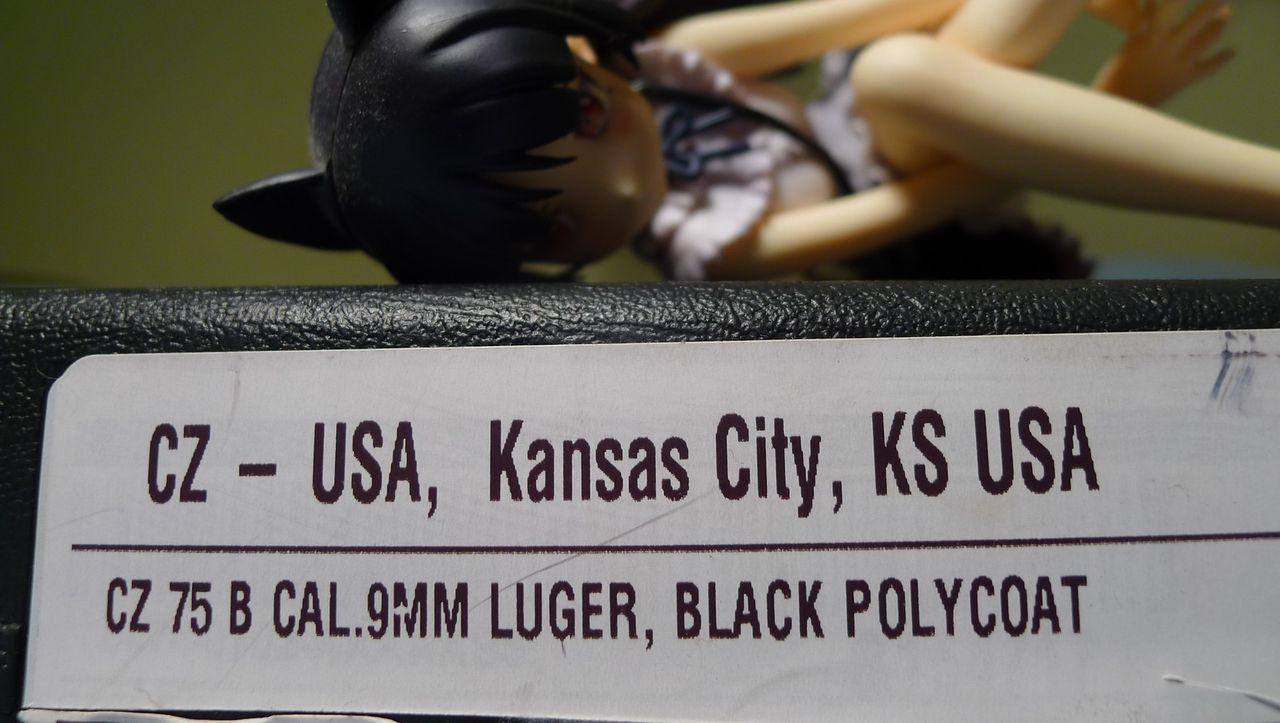 CZ – USA, Kansas City, KS USA
CZ 75 B CAL.9MM LUGER, BLACK POLYCOAT